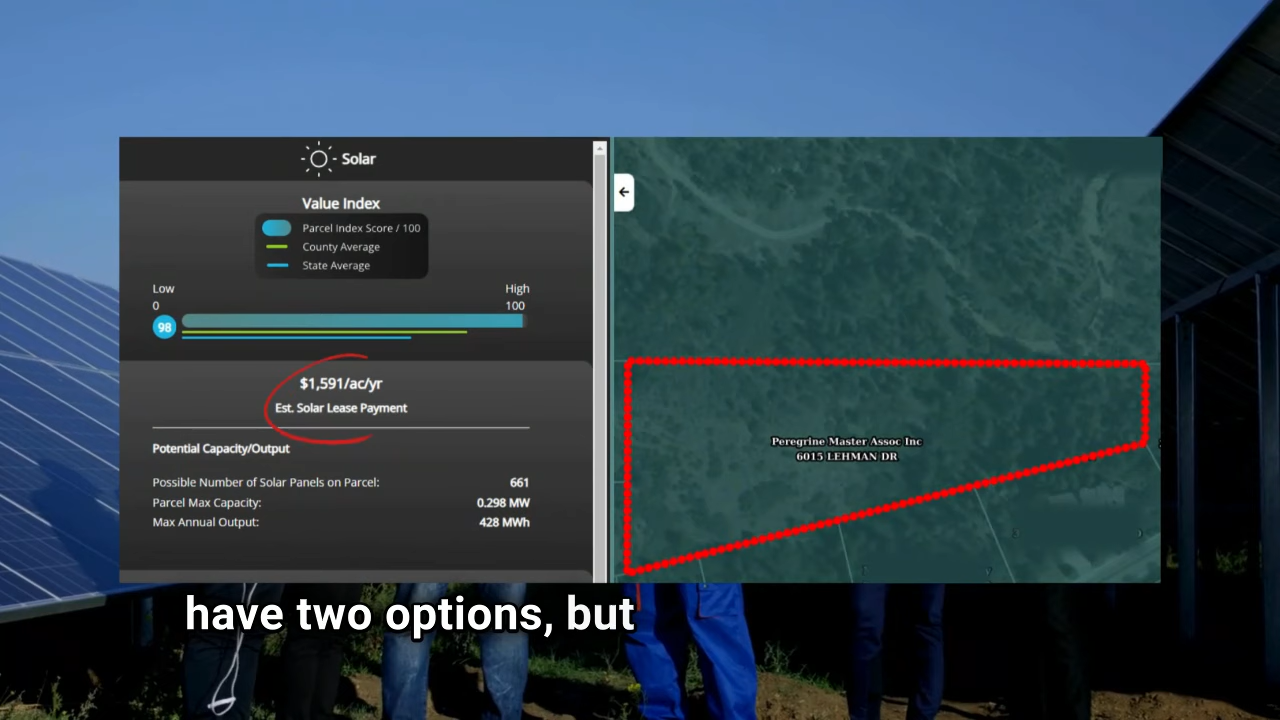 Solar
Value Index
Parcel Index Score / 100
County Average
State Average
Low High
0 100
98
$1,591/ac/yr
Est. Solar Lease Payment
Potential Capacity/Output
Possible Number of Solar Panels on Parcel: 661
Parcel Max Capacity: 0.298 MW
Max Annual Output: 428 MWh
Peregrine Master Assoc Inc
6015 LEHMAN DR
have two options, but